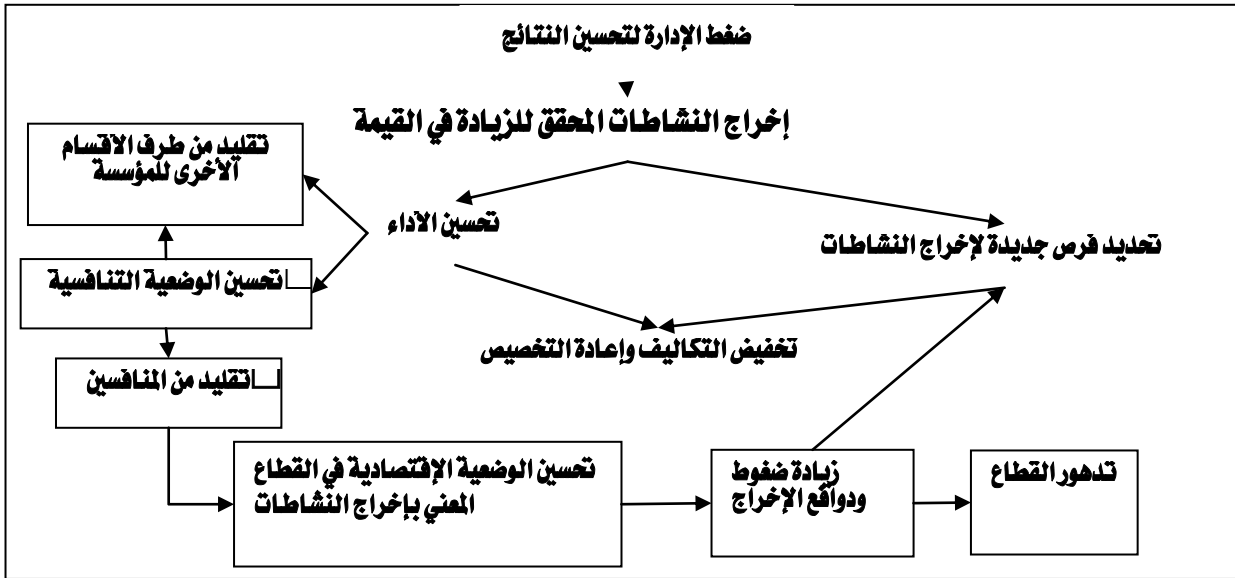 ضغط الإدارة لتحسين النتائج
إخراج النشاطات المحقق للزيادة في القيمة
تقليد من طرف الاقسام
الأخرى للمؤسسة
تحسين الآداء
تحديد فرص جديدة لإخراج النشاطات
تحسين الوضعية التنافسية
تخفيض التكاليف وإعادة التخصيص
تقليد من المنافسين
تحسين الوضعية الإقتصادية في القطاع
المعني بإخراج النشاطات
زيادة ضغوط
ودوافع الإخراج
تدهور القطاع